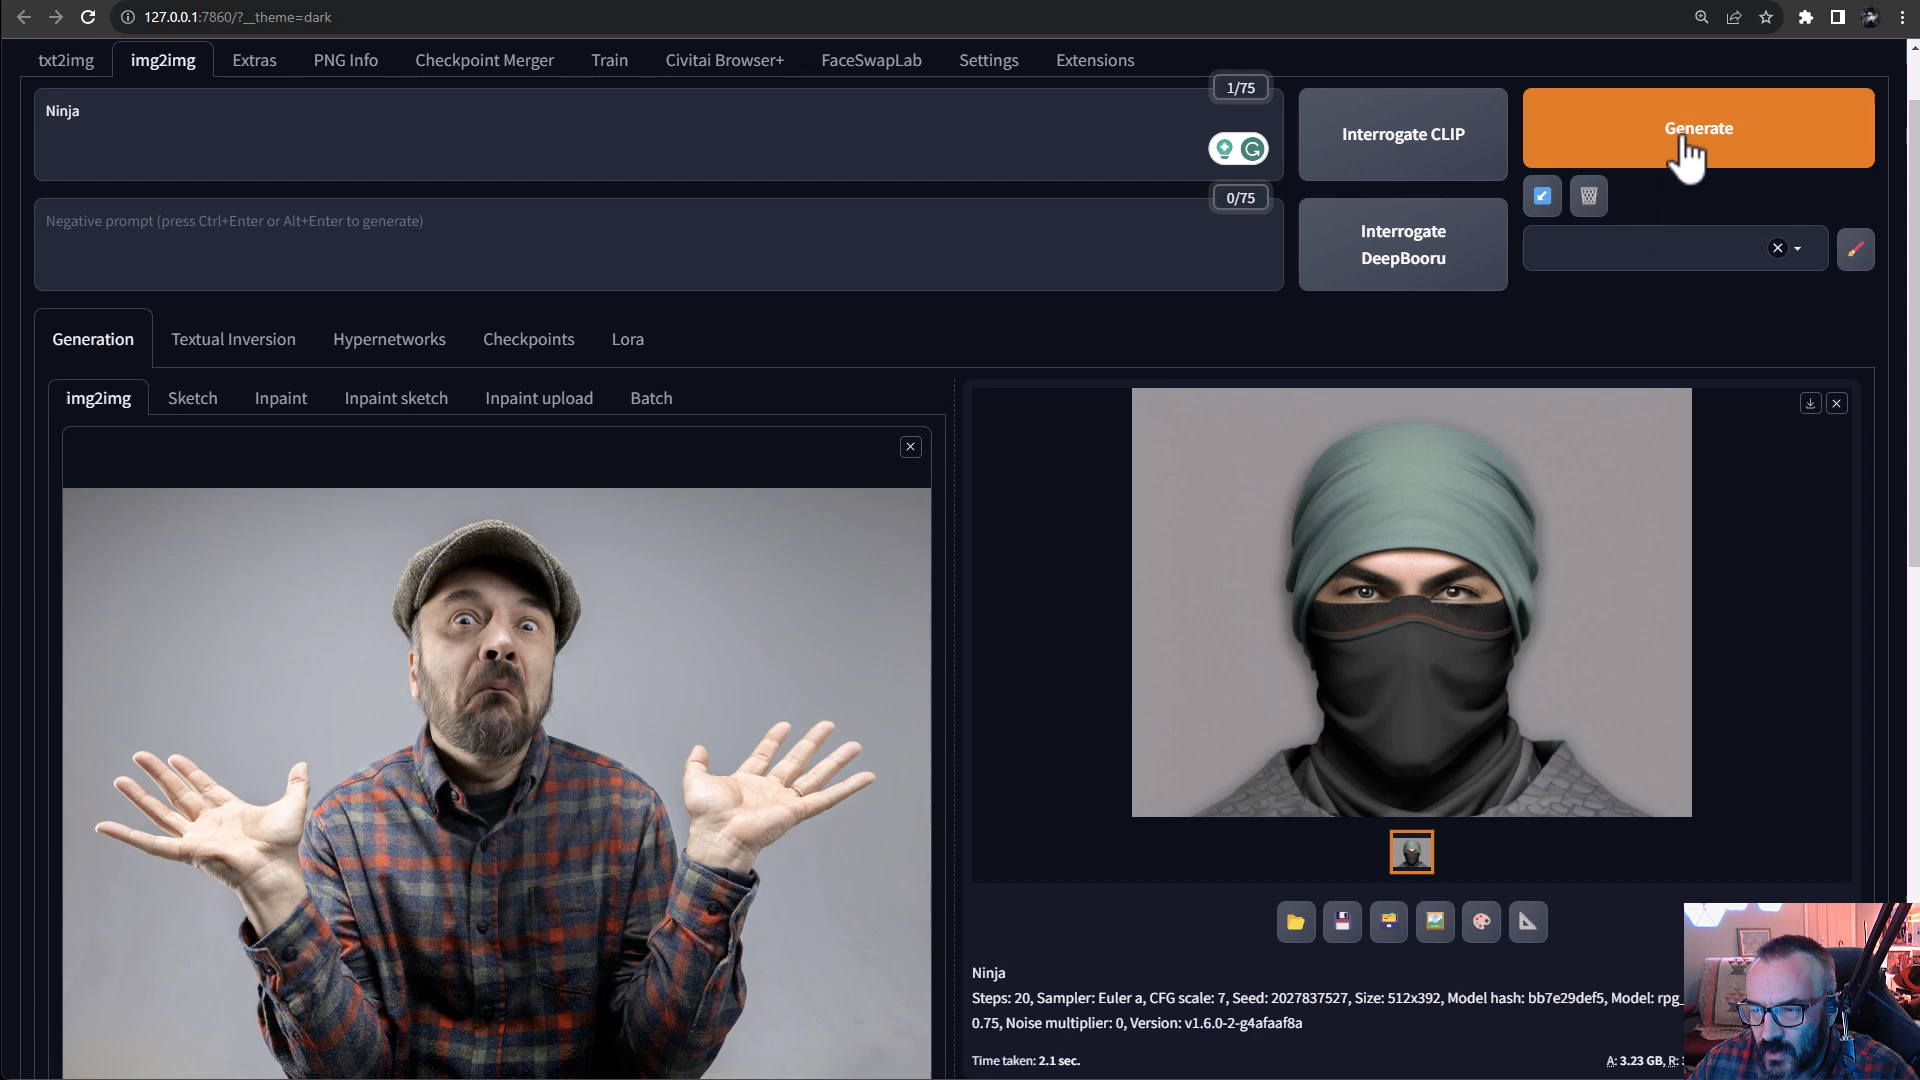 127.0.0.1:7860/?__theme=dark
txt2img
img2img
Extras
PNG Info
Checkpoint Merger
Train
Civitai Browser+
FaceSwapLab
Settings
Extensions
Ninja
1/75
Interrogate CLIP
Generate
Negative prompt (press Ctrl+Enter or Alt+Enter to generate)
0/75
Interrogate
DeepBooru
Generation
Textual Inversion
Hypernetworks
Checkpoints
Lora
img2img
Sketch
Inpaint
Inpaint sketch
Inpaint upload
Batch
Ninja
Steps: 20, Sampler: Euler a, CFG scale: 7, Seed: 2027837527, Size: 512x392, Model hash: bb7e29def5, Model: rpg_
0.75, Noise multiplier: 0, Version: v1.6.0-2-g4afaaf8a
Time taken: 2.1 sec.
A: 3.23 GB, R: